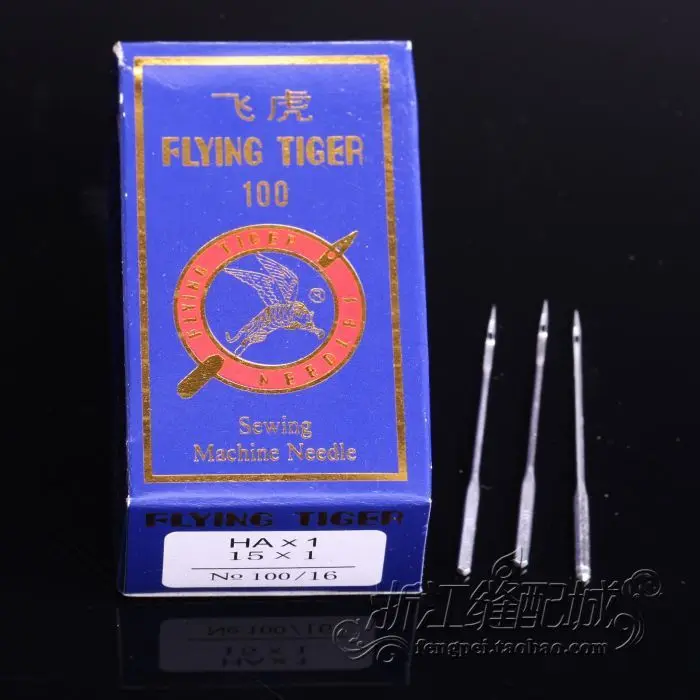 飞虎
FLYING TIGER
100
FLYING TIGER
NEEDLES
R
Sewing
Machine Needle
FLYING TIGER
HA x 1
15 × 1
No 100/16
浙江缝配城
fengpei.taobao.com